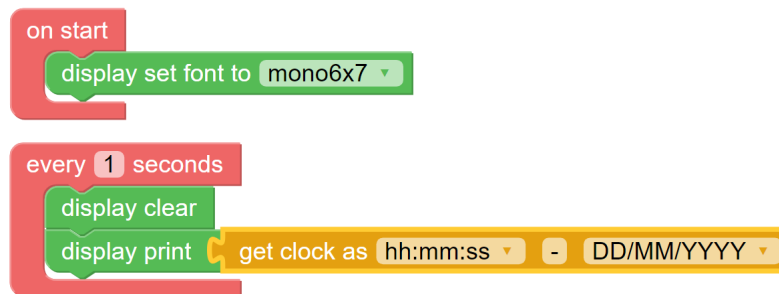 on start
display set font to mono6x7
every 1 seconds
display clear
display print get clock as hh:mm:ss - DD/MM/YYYY